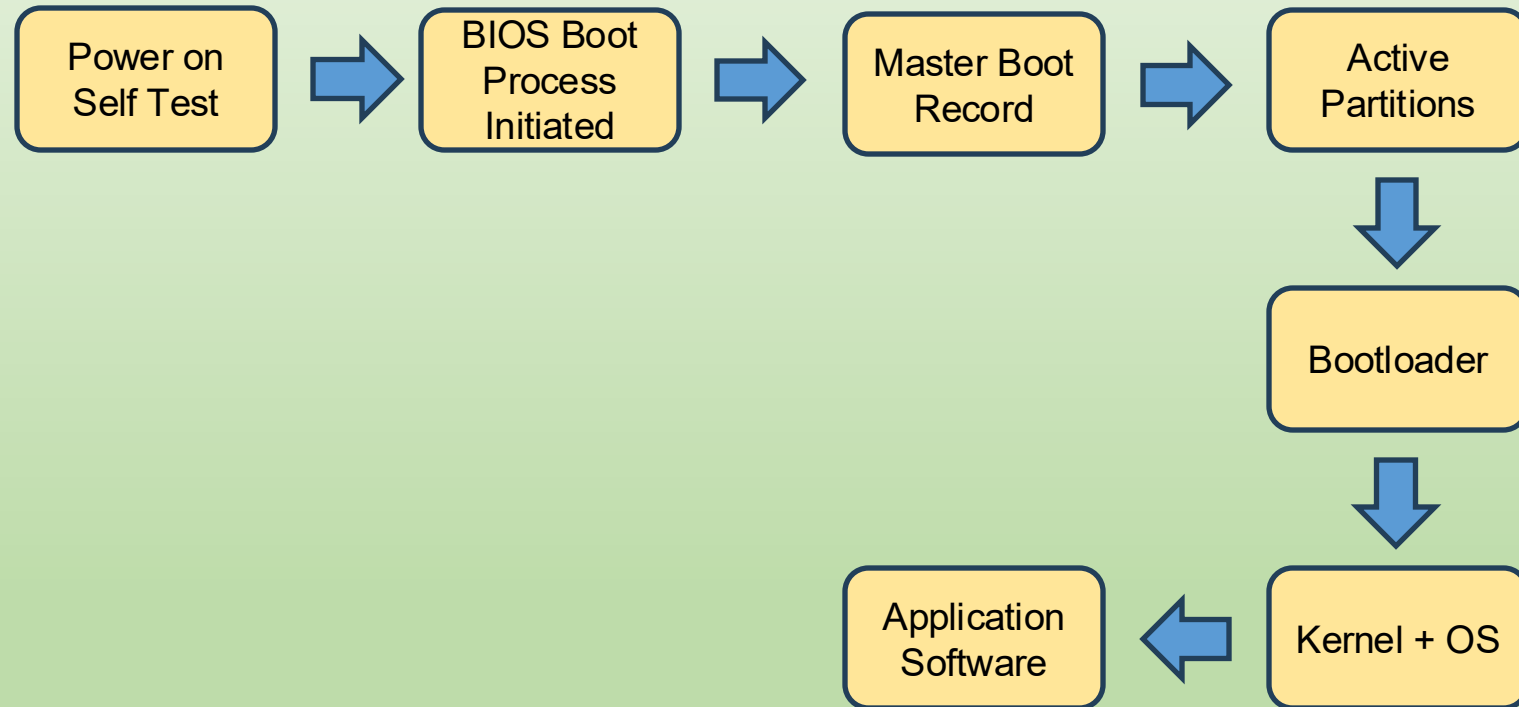 Power on
Self Test
BIOS Boot
Process
Initiated
Master Boot
Record
Active
Partitions
Bootloader
Kernel + OS
Application
Software